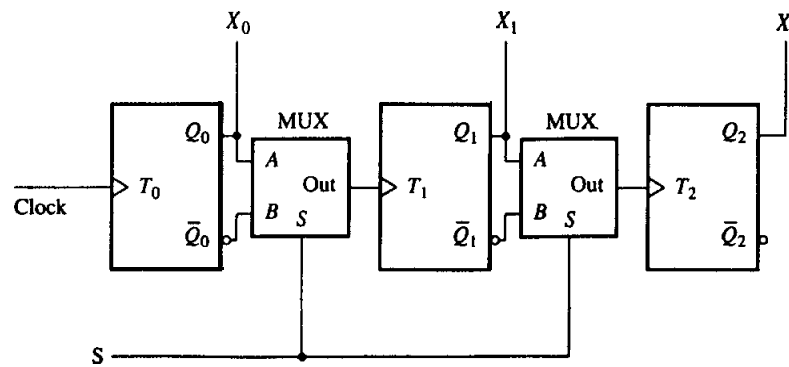 X₀
X₁
X
MUX
MUX
Q₀
A
Q₁
A
Q₂
T₀
Out
T₁
Out
T₂
Clock
Q̅₀
B
S
Q̅₁
B
S
Q̅₂
S